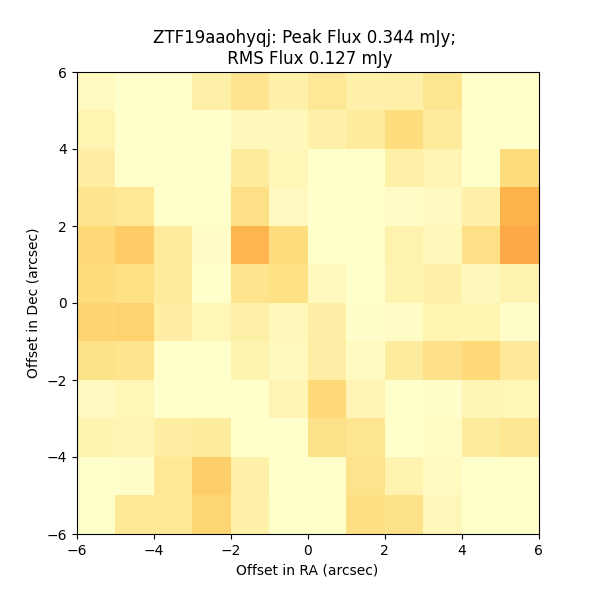 ZTF19aaohyqj: Peak Flux 0.344 mJy;
RMS Flux 0.127 mJy
6
4
2
0
−2
−4
−6
Offset in Dec (arcsec)
−6 −4 −2 0 2 4 6
Offset in RA (arcsec)